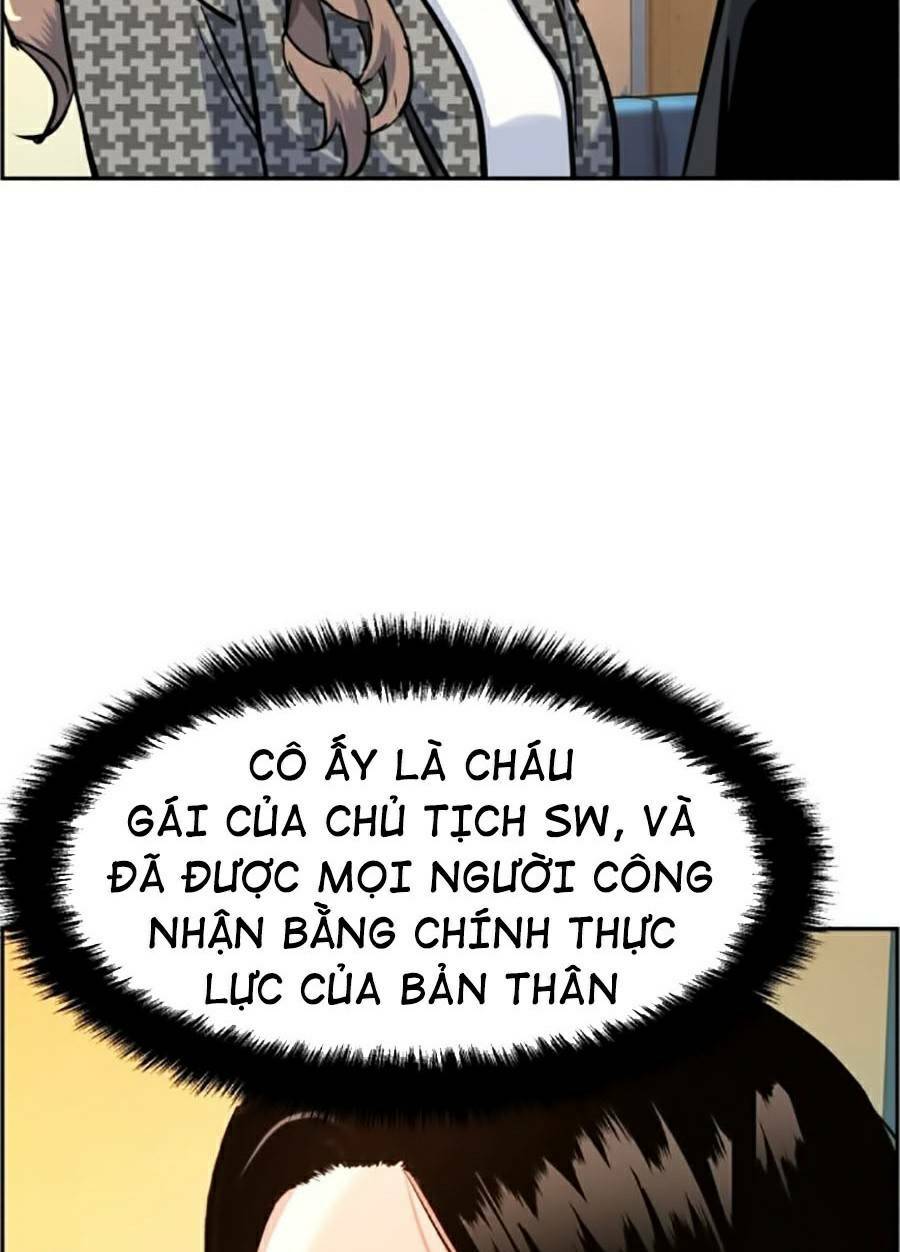 CÔ ẤY LÀ CHÁU
GÁI CỦA CHỦ TỊCH SW, VÀ
ĐÃ ĐƯỢC MỌI NGƯỜI CÔNG
NHẬN BẰNG CHÍNH THỰC
LỰC CỦA BẢN THÂN